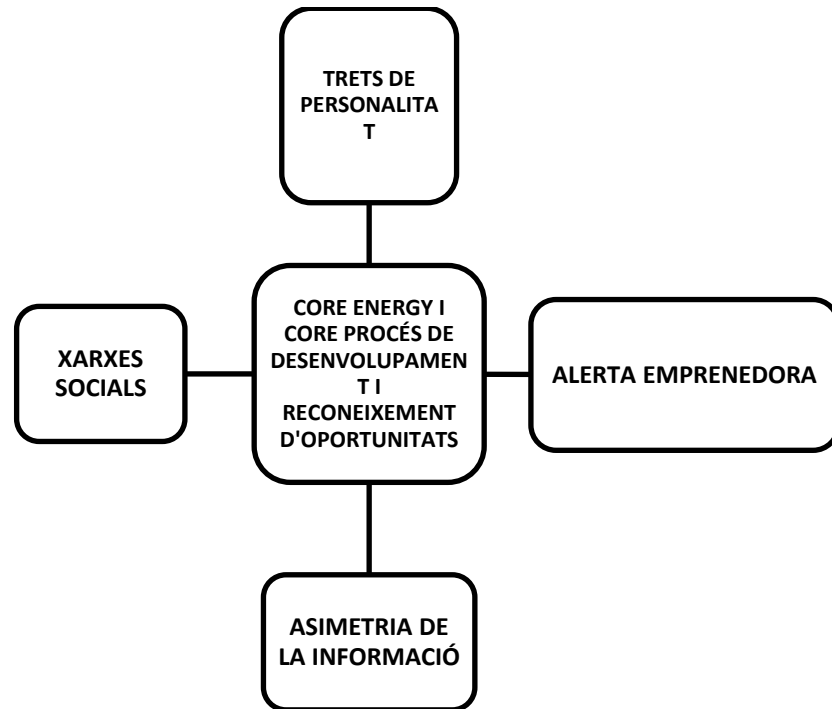 TRETS DE
PERSONALITA
T
XARXES
SOCIALS
CORE ENERGY I
CORE PROCÉS DE
DESENVOLUPAMEN
T I
RECONEIXEMENT
D'OPORTUNITATS
ALERTA EMPRENEDORA
ASIMETRIA DE
LA INFORMACIÓ